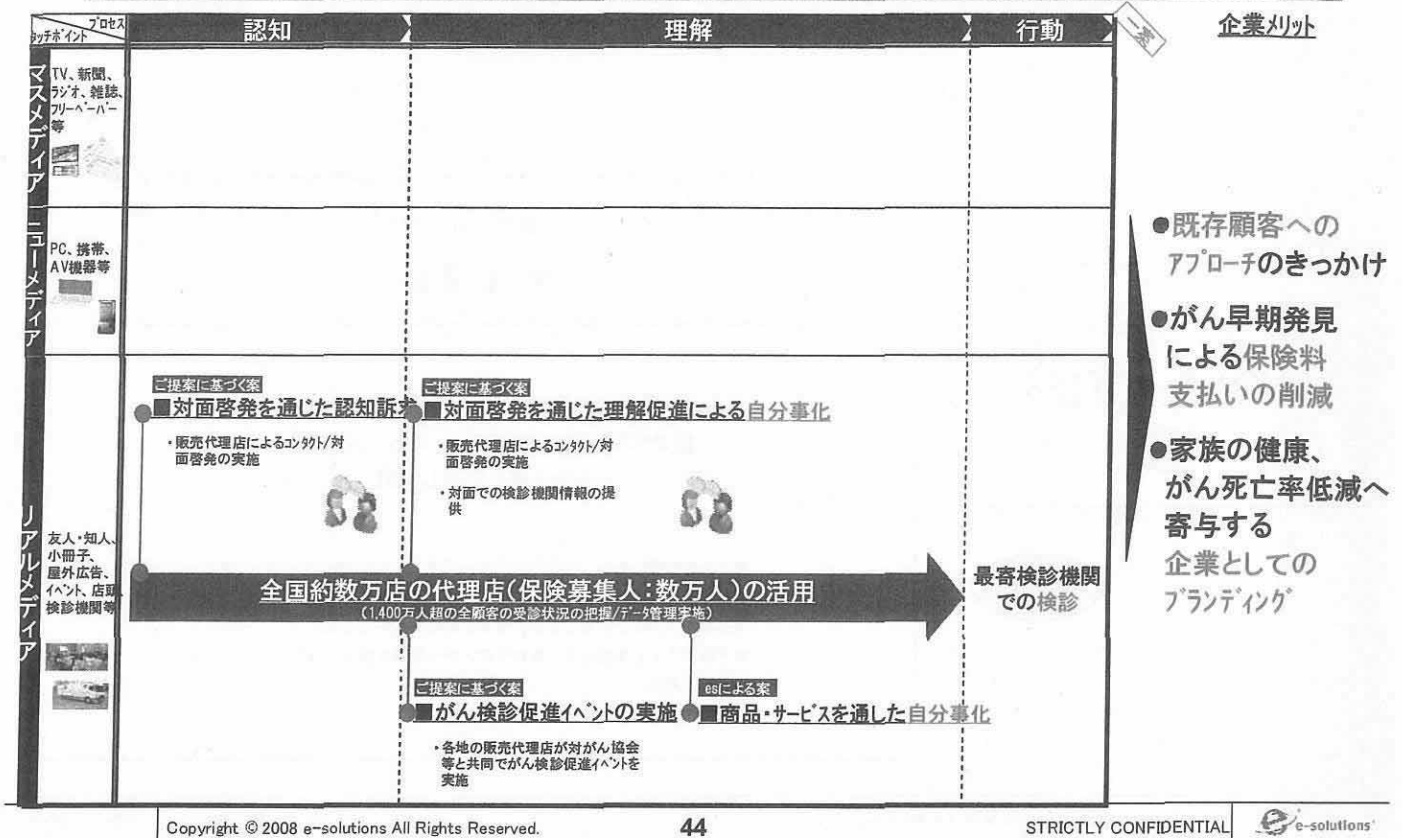 プロセス
タッチポイント
認知
理解
行動
一案
企業メリット
マスメディア
TV、新聞、
ラジオ、雑誌、
フリーペーパー
等
ニューメディア
PC、携帯、
AV機器等
●既存顧客への
アプローチのきっかけ
●がん早期発見
による保険料
支払いの削減
●家族の健康、
がん死亡率低減へ
寄与する
企業としての
ブランディング
リアルメディア
友人・知人、
小冊子、
屋外広告、
イベント、店頭、
検診機関等
ご提案に基づく案
■対面啓発を通じた認知訴求
・販売代理店によるコンタクト/対
面啓発の実施
ご提案に基づく案
■対面啓発を通じた理解促進による自分事化
・販売代理店によるコンタクト/対
面啓発の実施
・対面での検診機関情報の提
供
全国約数万店の代理店(保険募集人:数万人)の活用
(1,400万人超の全顧客の受診状況の把握/データ管理実施)
最寄検診機関
での検診
ご提案に基づく案
■がん検診促進イベントの実施
・各地の販売代理店が対がん協会
等と共同でがん検診促進イベントを
実施
esによる案
■商品・サービスを通した自分事化
Copyright © 2008 e-solutions All Rights Reserved.
44
STRICTLY CONFIDENTIAL
e-solutions